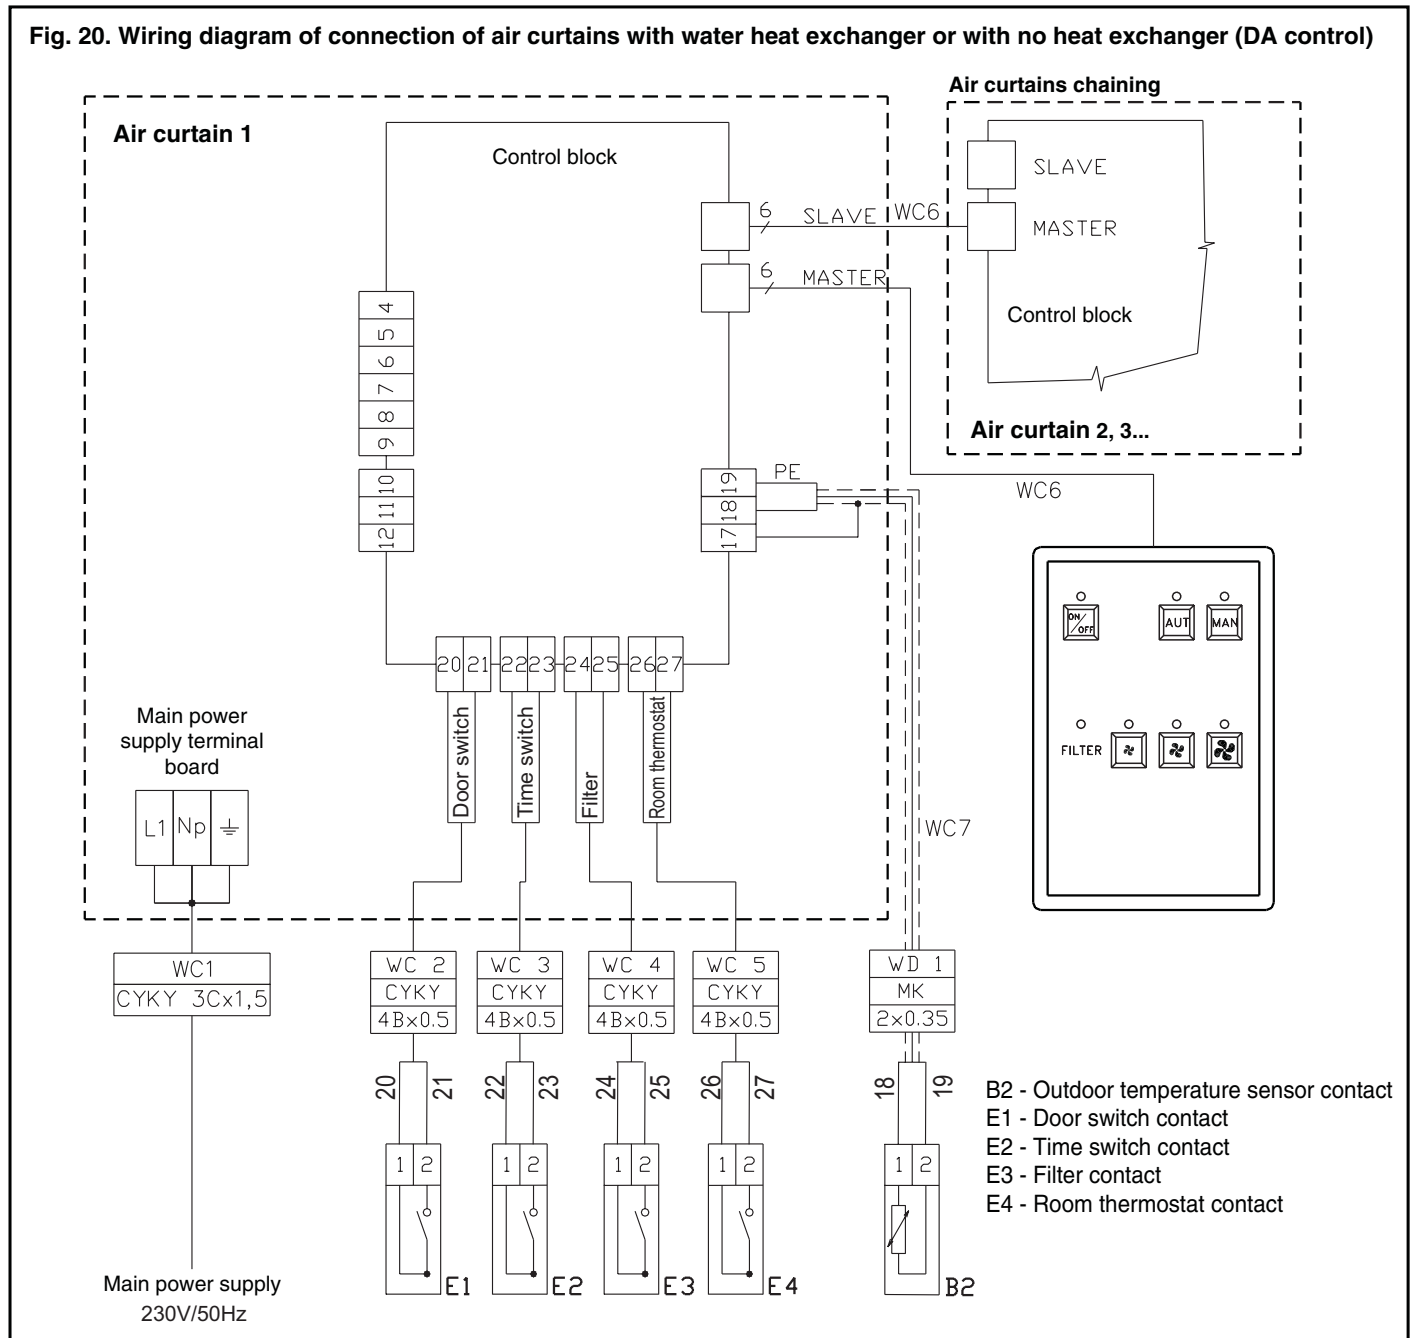 Fig. 20. Wiring diagram of connection of air curtains with water heat exchanger or with no heat exchanger (DA control)
Air curtains chaining
Air curtain 1
Control block
SLAVE
MASTER
Control block
Air curtain 2, 3...
6 SLAVE WC6
6 MASTER
WC6
4
5
6
7
8
9
10
11
12
19
18
17
PE
20 21 22 23 24 25 26 27
Door switch
Time switch
Filter
Room thermostat
Main power
supply terminal
board
L1 Np
ON/OFF AUT MAN
FILTER
WC7
WC1
CYKY 3Cx1,5
WC 2
CYKY
4Bx0.5
WC 3
CYKY
4Bx0.5
WC 4
CYKY
4Bx0.5
WC 5
CYKY
4Bx0.5
WD 1
MK
2x0.35
20 21 22 23 24 25 26 27 18 19
1 2 1 2 1 2 1 2 1 2
E1 E2 E3 E4 B2
B2 - Outdoor temperature sensor contact
E1 - Door switch contact
E2 - Time switch contact
E3 - Filter contact
E4 - Room thermostat contact
Main power supply
230V/50Hz